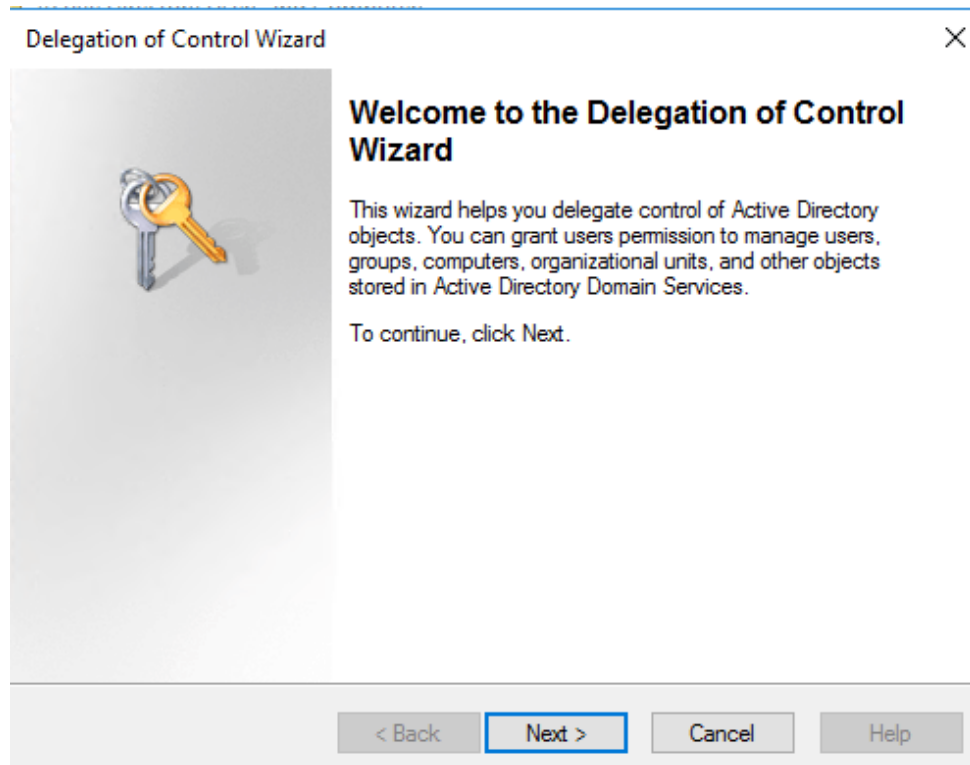 Delegation of Control Wizard
Welcome to the Delegation of Control
Wizard
This wizard helps you delegate control of Active Directory
objects. You can grant users permission to manage users,
groups, computers, organizational units, and other objects
stored in Active Directory Domain Services.
To continue, click Next.
< Back
Next >
Cancel
Help